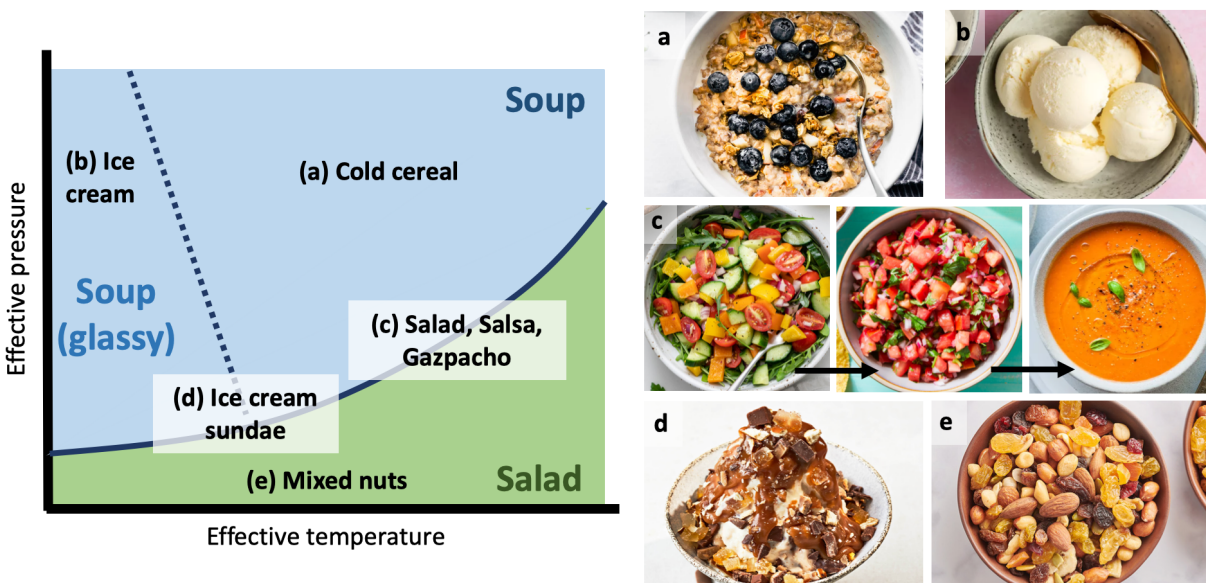 Effective pressure
Soup
(b) Ice
cream
(a) Cold cereal
Soup
(glassy)
(c) Salad, Salsa,
Gazpacho
(d) Ice cream
sundae
(e) Mixed nuts
Salad
Effective temperature
a
b
c
d
e